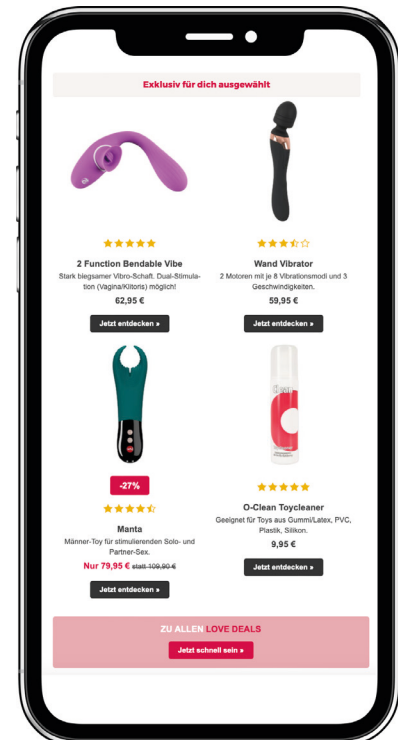 Exklusiv für dich ausgewählt
2 Function Bendable Vibe
Stark biegsamer Vibro-Schaft. Dual-Stimula-
tion (Vagina/Klitoris) möglich!
62,95 €
Jetzt entdecken »
Wand Vibrator
2 Motoren mit je 8 Vibrationsmodi und 3
Geschwindigkeiten.
59,95 €
Jetzt entdecken »
-27%
Manta
Männer-Toy für stimulierenden Solo- und
Partner-Sex.
Nur 79,95 € statt 109,90 €
Jetzt entdecken »
Clean
O-Clean Toycleaner
Geeignet für Toys aus Gummi/Latex, PVC,
Plastik, Silikon.
9,95 €
Jetzt entdecken »
ZU ALLEN LOVE DEALS
Jetzt schnell sein »